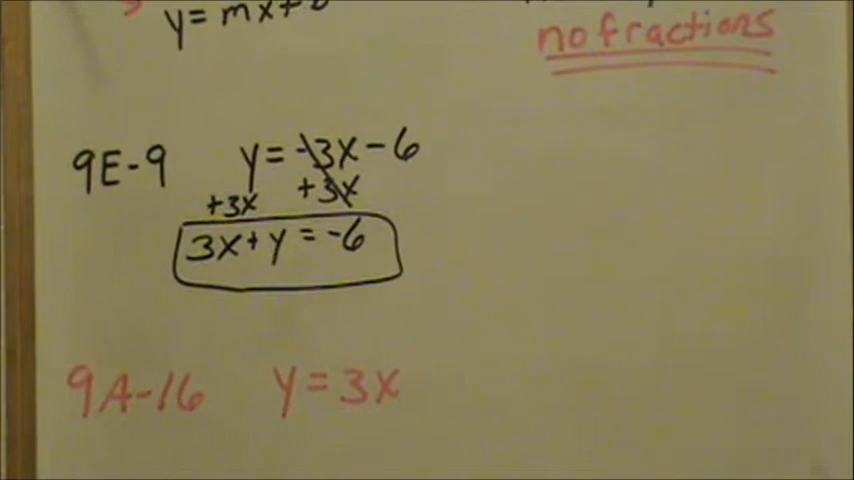 y = mx + b
no fractions
9E-9 y = -3x - 6
+3x +3x
3x + y = -6
9A-16 y = 3x